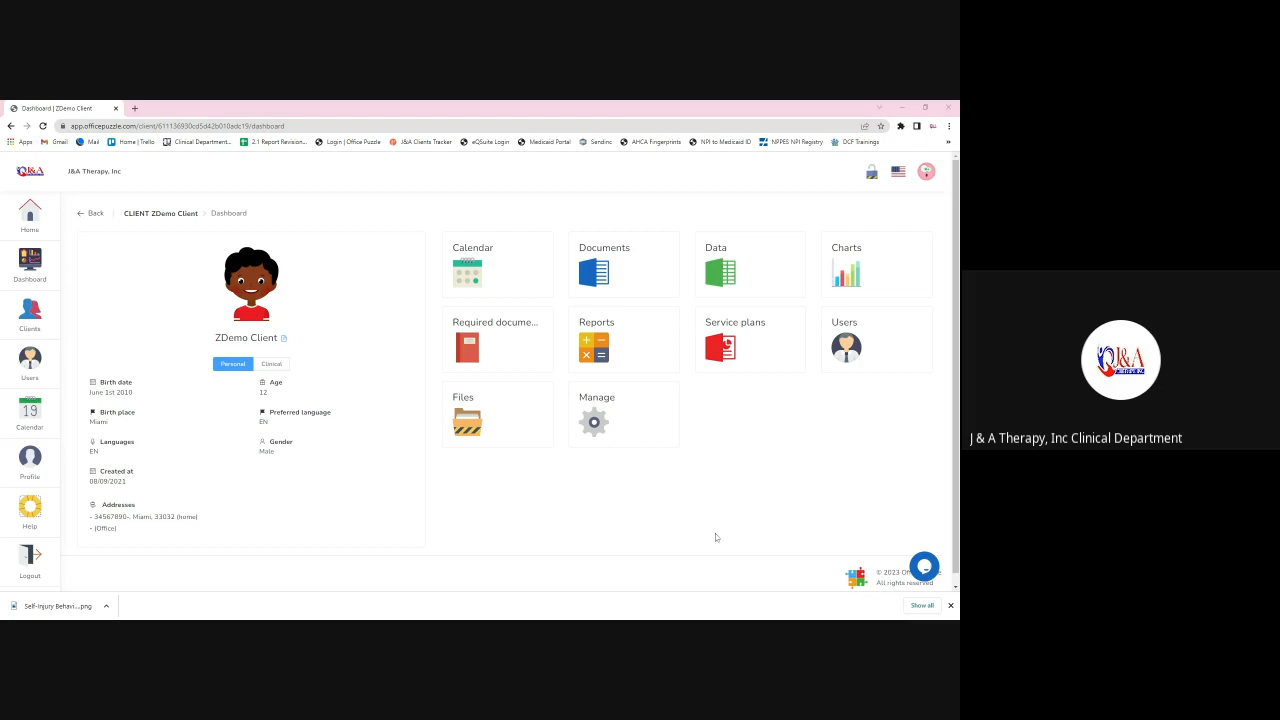 Dashboard | ZDemo Client
app.officepuzzle.com/client/611136930cd5d42b010adc19/dashboard
Apps Gmail Mail Home | Trello Clinical Department... 2.1 Report Revision... Login | Office Puzzle J&A Clients Tracker eQSuite Login Medicaid Portal Sendinc AHCA Fingerprints NPI to Medicaid ID NPPES NPI Registry DCF Trainings »
J&A J&A Therapy, Inc
Home
Dashboard
Clients
Users
19
Calendar
Profile
Help
Logout
Back CLIENT ZDemo Client > Dashboard
ZDemo Client
Personal Clinical
Birth date Age
June 1st 2010 12
Birth place Preferred language
Miami EN
Languages Gender
EN Male
Created at
08/09/2021
Addresses
- 34567890-, Miami, 33032 (home)
- (Office)
Calendar Documents Data Charts
Required docume... Reports Service plans Users
Files Manage
© 2023
All rights reserved
Self-Injury Behavi....png Show all
J&A
J & A Therapy, Inc Clinical Department